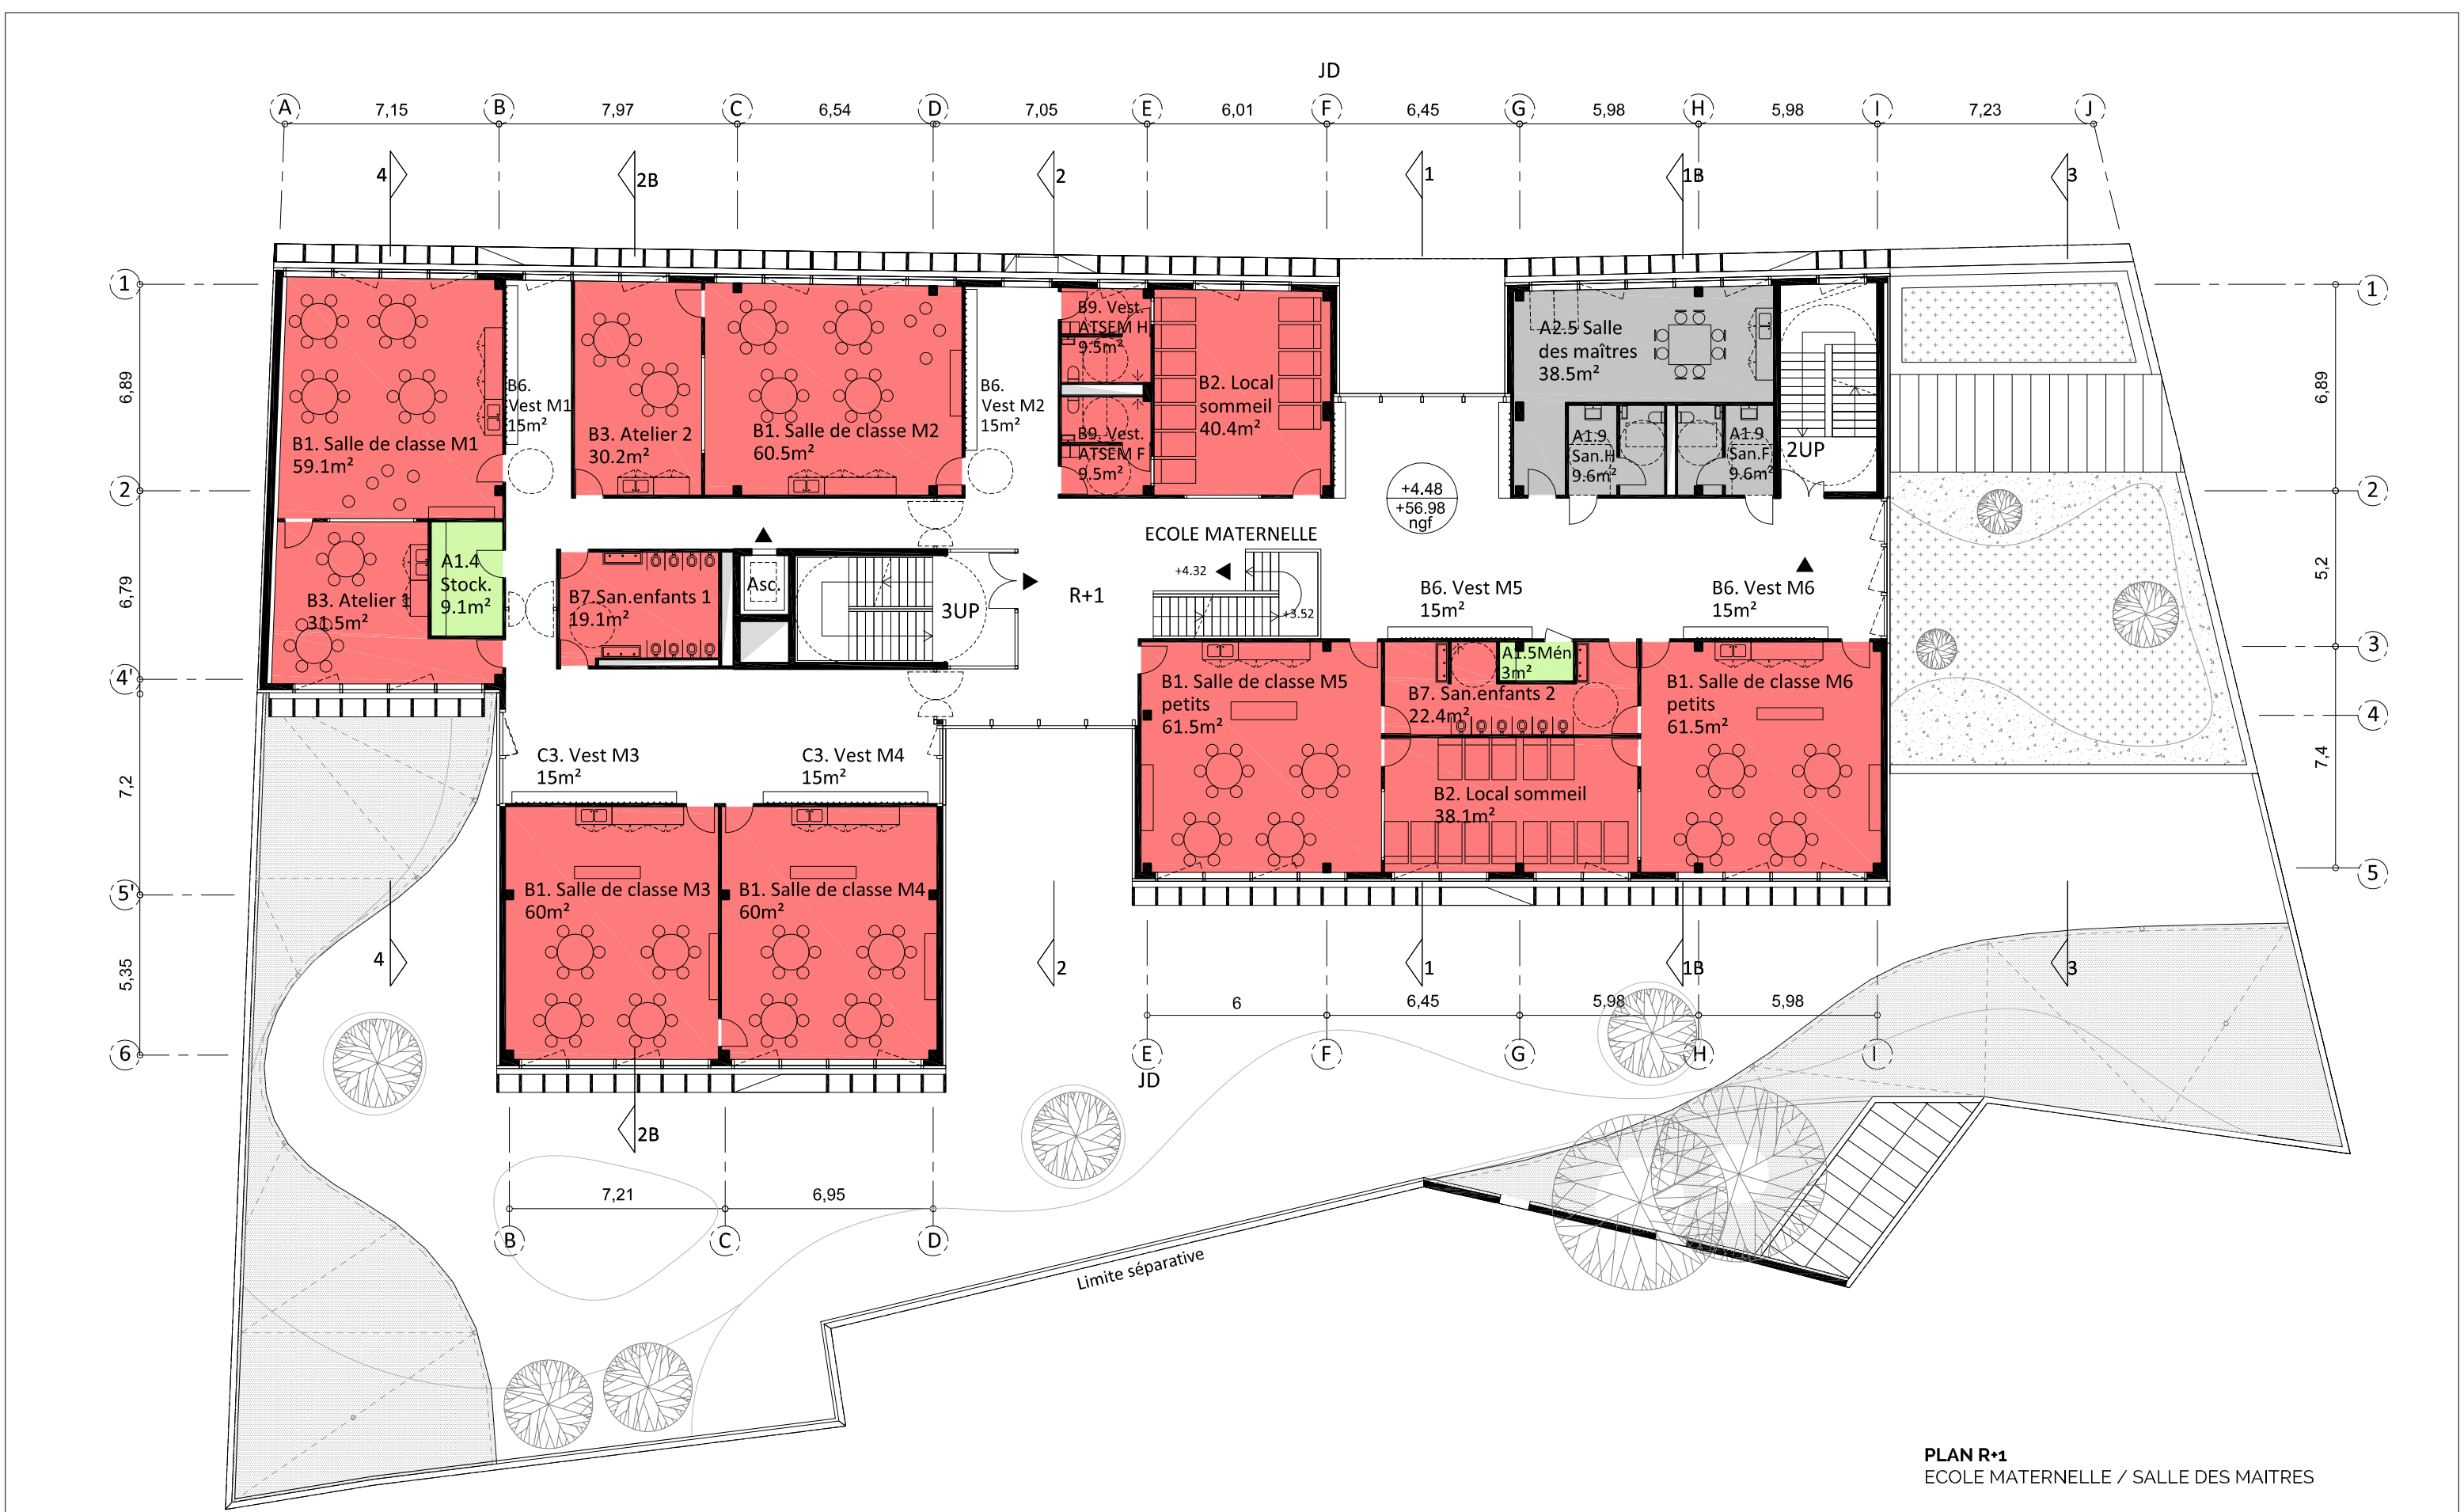 JD
A
7,15
B
7,97
C
6,54
D
7,05
E
6,01
F
6,45
G
5,98
H
5,98
I
7,23
J
4
2B
2
1
1B
3
1
1
6,89
6,89
B1. Salle de classe M1
59.1m²
B6.
Vest M1
15m²
B3. Atelier 2
30.2m²
B1. Salle de classe M2
60.5m²
B6.
Vest M2
15m²
B9. Vest.
ATSEM H
9.5m²
B9. Vest.
ATSEM F
9.5m²
B2. Local
sommeil
40.4m²
A2.5 Salle
des maîtres
38.5m²
A1.9
San.H
9.6m²
A1.9
San.F
9.6m²
2UP
2
2
+4.48
+56.98
ngf
ECOLE MATERNELLE
6,79
5,2
B3. Atelier 1
31.5m²
A1.4
Stock.
9.1m²
B7.San.enfants 1
19.1m²
Asc.
3UP
R+1
+4.32
+3.52
B6. Vest M5
15m²
B6. Vest M6
15m²
3
4'
4
7,2
7,4
B1. Salle de classe M5
petits
61.5m²
A1.5Mén
3m²
B7. San.enfants 2
22.4m²
B1. Salle de classe M6
petits
61.5m²
C3. Vest M3
15m²
C3. Vest M4
15m²
B2. Local sommeil
38.1m²
5'
5
5,35
B1. Salle de classe M3
60m²
B1. Salle de classe M4
60m²
4
2
1
1B
3
6
6,45
5,98
5,98
6
E
F
G
H
I
JD
2B
7,21
6,95
B
C
D
Limite séparative
PLAN R+1
ECOLE MATERNELLE / SALLE DES MAITRES